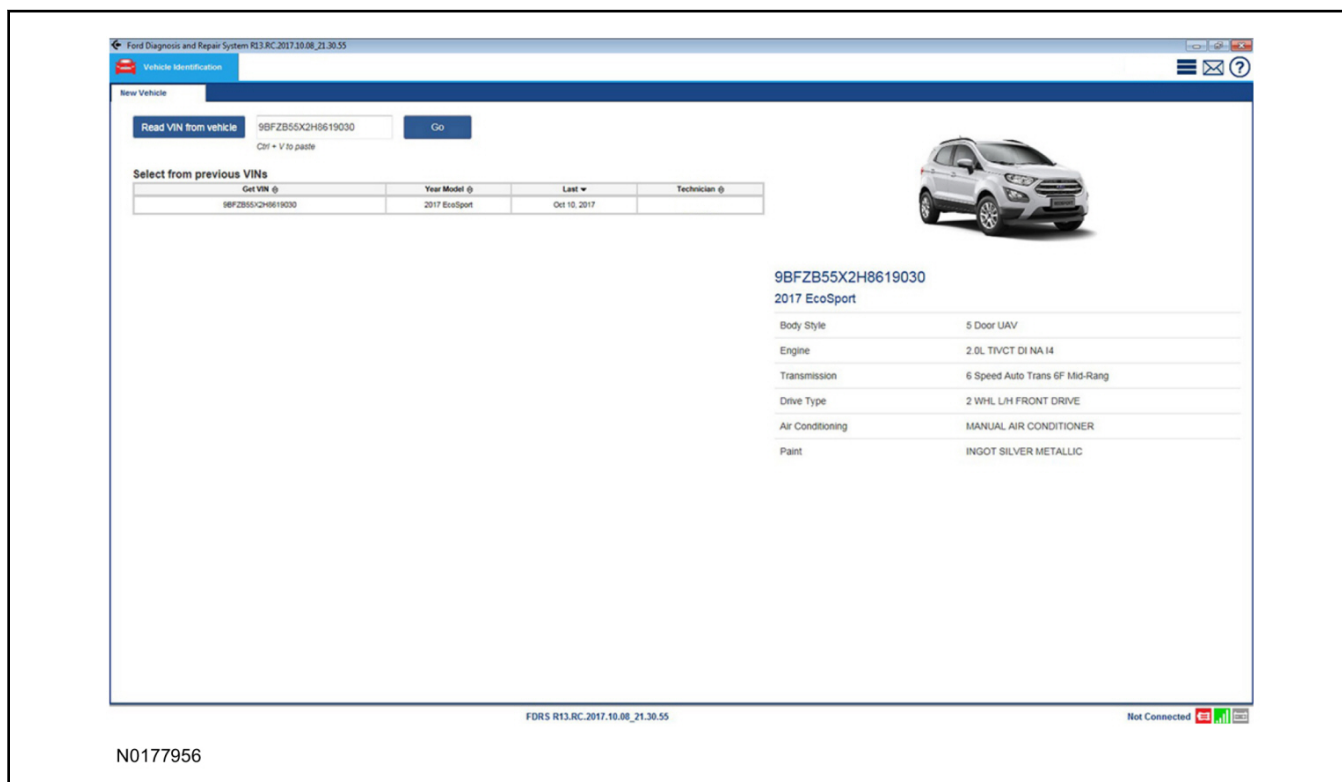 Ford Diagnosis and Repair System R13.RC.2017.10.08_21.30.55
Vehicle Identification
New Vehicle
Read VIN from vehicle 9BFZB55X2H8619030 Go
Ctrl + V to paste
Select from previous VINs
Get VIN Year Model Last Technician
9BFZB55X2H8619030 2017 EcoSport Oct 10, 2017
9BFZB55X2H8619030
2017 EcoSport
Body Style 5 Door UAV
Engine 2.0L TIVCT DI NA I4
Transmission 6 Speed Auto Trans 6F Mid-Rang
Drive Type 2 WHL L/H FRONT DRIVE
Air Conditioning MANUAL AIR CONDITIONER
Paint INGOT SILVER METALLIC
FDRS R13.RC.2017.10.08_21.30.55 Not Connected
N0177956